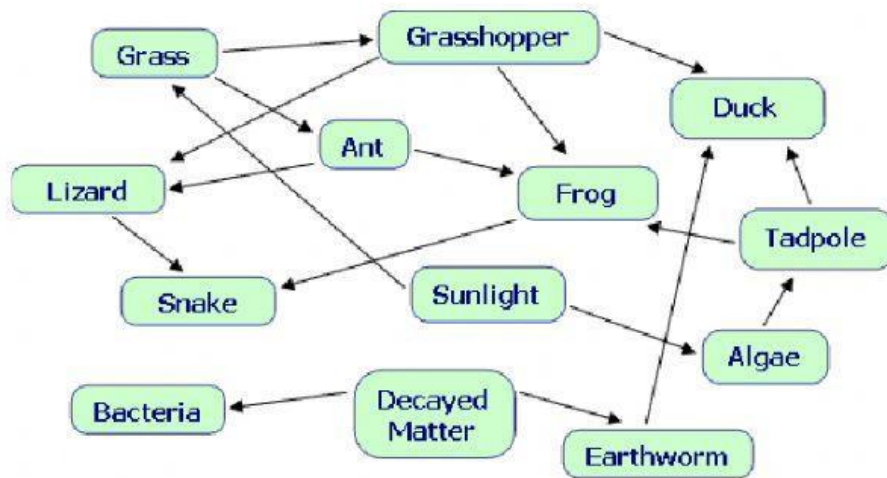 Grass
Grasshopper
Duck
Ant
Lizard
Frog
Tadpole
Snake
Sunlight
Algae
Bacteria
Decayed
Matter
Earthworm